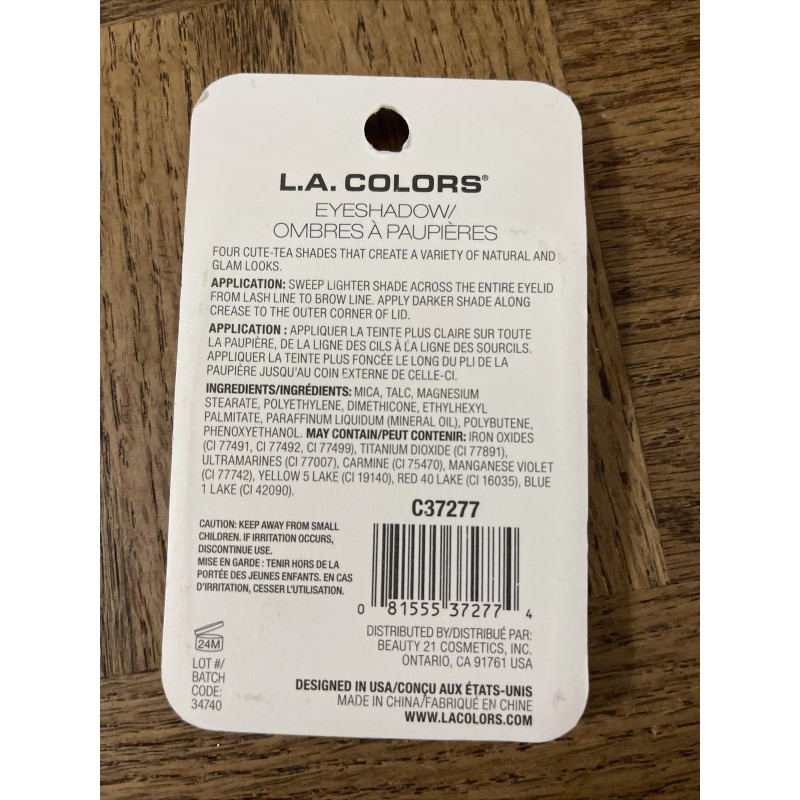 L.A. COLORS®
EYESHADOW/
OMBRES À PAUPIÈRES
FOUR CUTE-TEA SHADES THAT CREATE A VARIETY OF NATURAL AND
GLAM LOOKS.
APPLICATION: SWEEP LIGHTER SHADE ACROSS THE ENTIRE EYELID
FROM LASH LINE TO BROW LINE. APPLY DARKER SHADE ALONG
CREASE TO THE OUTER CORNER OF LID.
APPLICATION : APPLIQUER LA TEINTE PLUS CLAIRE SUR TOUTE
LA PAUPIÈRE, DE LA LIGNE DES CILS À LA LIGNE DES SOURCILS.
APPLIQUER LA TEINTE PLUS FONCÉE LE LONG DU PLI DE LA
PAUPIÈRE JUSQU'AU COIN EXTERNE DE CELLE-CI.
INGREDIENTS/INGRÉDIENTS: MICA, TALC, MAGNESIUM
STEARATE, POLYETHYLENE, DIMETHICONE, ETHYLHEXYL
PALMITATE, PARAFFINUM LIQUIDUM (MINERAL OIL), POLYBUTENE,
PHENOXYETHANOL. MAY CONTAIN/PEUT CONTENIR: IRON OXIDES
(CI 77491, CI 77492, CI 77499), TITANIUM DIOXIDE (CI 77891),
ULTRAMARINES (CI 77007), CARMINE (CI 75470), MANGANESE VIOLET
(CI 77742), YELLOW 5 LAKE (CI 19140), RED 40 LAKE (CI 16035), BLUE
1 LAKE (CI 42090).
C37277
CAUTION: KEEP AWAY FROM SMALL
CHILDREN. IF IRRITATION OCCURS,
DISCONTINUE USE.
MISE EN GARDE : TENIR HORS DE LA
PORTÉE DES JEUNES ENFANTS. EN CAS
D'IRRITATION, CESSER L'UTILISATION.
0 81555 37277 4
24M
LOT #/
BATCH
CODE:
34740
DISTRIBUTED BY/DISTRIBUÉ PAR:
BEAUTY 21 COSMETICS, INC.
ONTARIO, CA 91761 USA
DESIGNED IN USA/CONÇU AUX ÉTATS-UNIS
MADE IN CHINA/FABRIQUÉ EN CHINE
WWW.LACOLORS.COM